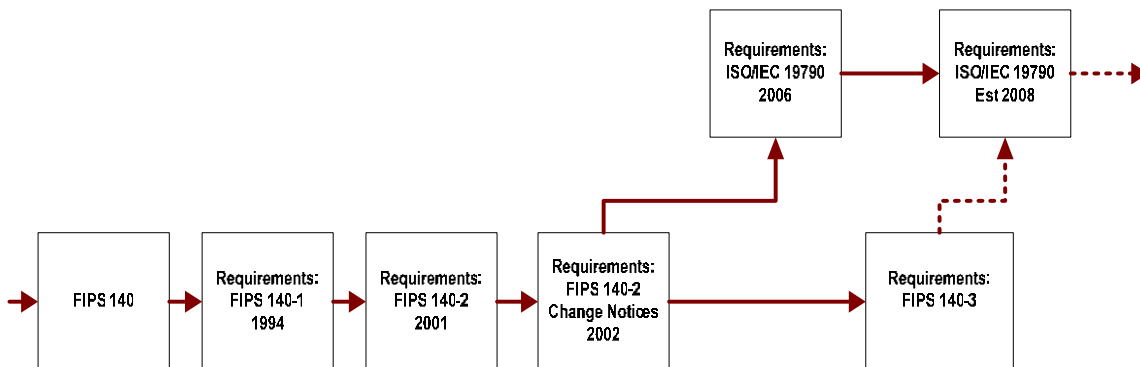 Requirements:
ISO/IEC 19790
2006
Requirements:
ISO/IEC 19790
Est 2008
FIPS 140
Requirements:
FIPS 140-1
1994
Requirements:
FIPS 140-2
2001
Requirements:
FIPS 140-2
Change Notices
2002
Requirements:
FIPS 140-3